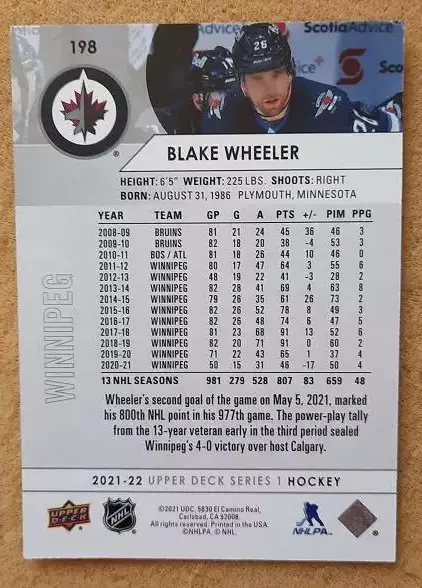 198
ScotiaAdvice
26
26
BLAKE WHEELER
HEIGHT: 6'5" WEIGHT: 225 LBS. SHOOTS: RIGHT
BORN: AUGUST 31, 1986 PLYMOUTH, MINNESOTA
YEAR TEAM GP G A PTS +/- PIM PPG
2008-09 BRUINS 81 21 24 45 36 46 3
2009-10 BRUINS 82 18 20 38 -4 53 3
2010-11 BOS / ATL 81 18 26 44 10 46 0
2011-12 WINNIPEG 80 17 47 64 3 55 6
2012-13 WINNIPEG 48 19 22 41 -3 28 2
2013-14 WINNIPEG 82 28 41 69 4 63 8
2014-15 WINNIPEG 79 26 35 61 26 73 2
2015-16 WINNIPEG 82 26 52 78 8 49 3
2016-17 WINNIPEG 82 26 48 74 6 47 5
2017-18 WINNIPEG 81 23 68 91 13 52 6
2018-19 WINNIPEG 82 20 71 91 0 60 2
2019-20 WINNIPEG 71 22 43 65 1 37 4
2020-21 WINNIPEG 50 15 31 46 -17 50 4
13 NHL SEASONS 981 279 528 807 83 659 48
WINNIPEG
Wheeler's second goal of the game on May 5, 2021, marked
his 800th NHL point in his 977th game. The power-play tally
from the 13-year veteran early in the third period sealed
Winnipeg's 4-0 victory over host Calgary.
2021-22 UPPER DECK SERIES 1 HOCKEY
UPPER DECK
NHL
©2021 UDC. 5830 El Camino Real,
Carlsbad, CA 92008.
All rights reserved. Printed in the USA.
©NHLPA. © NHL.
NHLPA